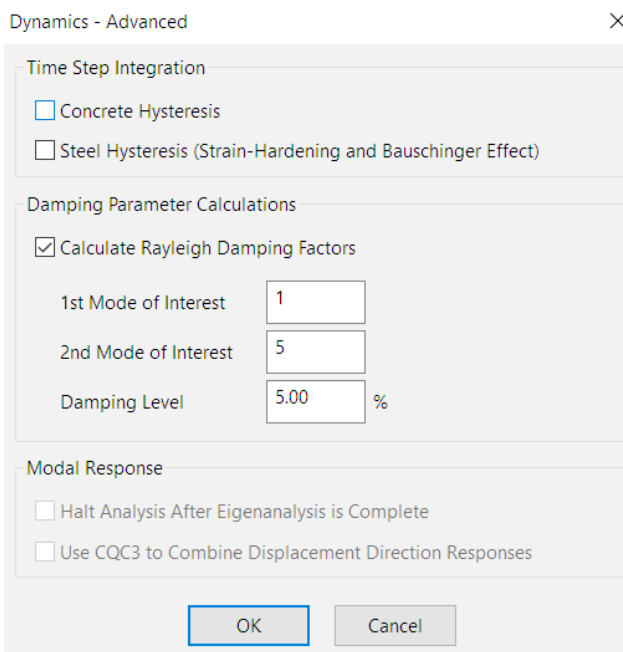 Dynamics - Advanced
Time Step Integration
Concrete Hysteresis
Steel Hysteresis (Strain-Hardening and Bauschinger Effect)
Damping Parameter Calculations
Calculate Rayleigh Damping Factors
1st Mode of Interest 1
2nd Mode of Interest 5
Damping Level 5.00 %
Modal Response
Halt Analysis After Eigenanalysis is Complete
Use CQC3 to Combine Displacement Direction Responses
OK Cancel